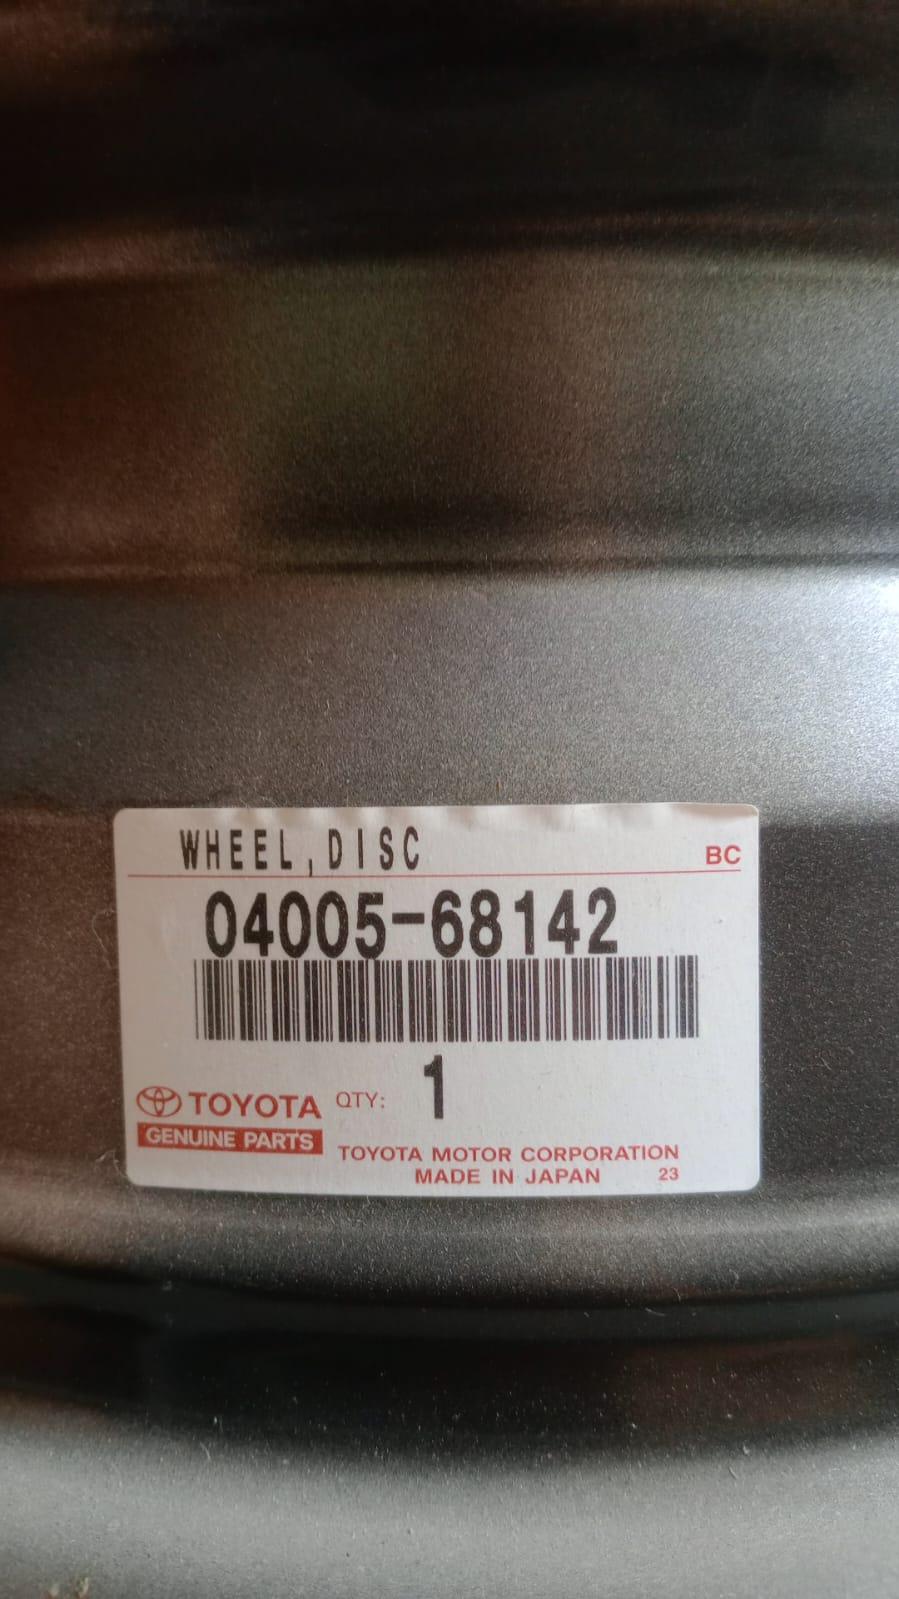 WHEEL,DISC BC
04005-68142
1
TOYOTA QTY:
GENUINE PARTS
TOYOTA MOTOR CORPORATION
MADE IN JAPAN 23